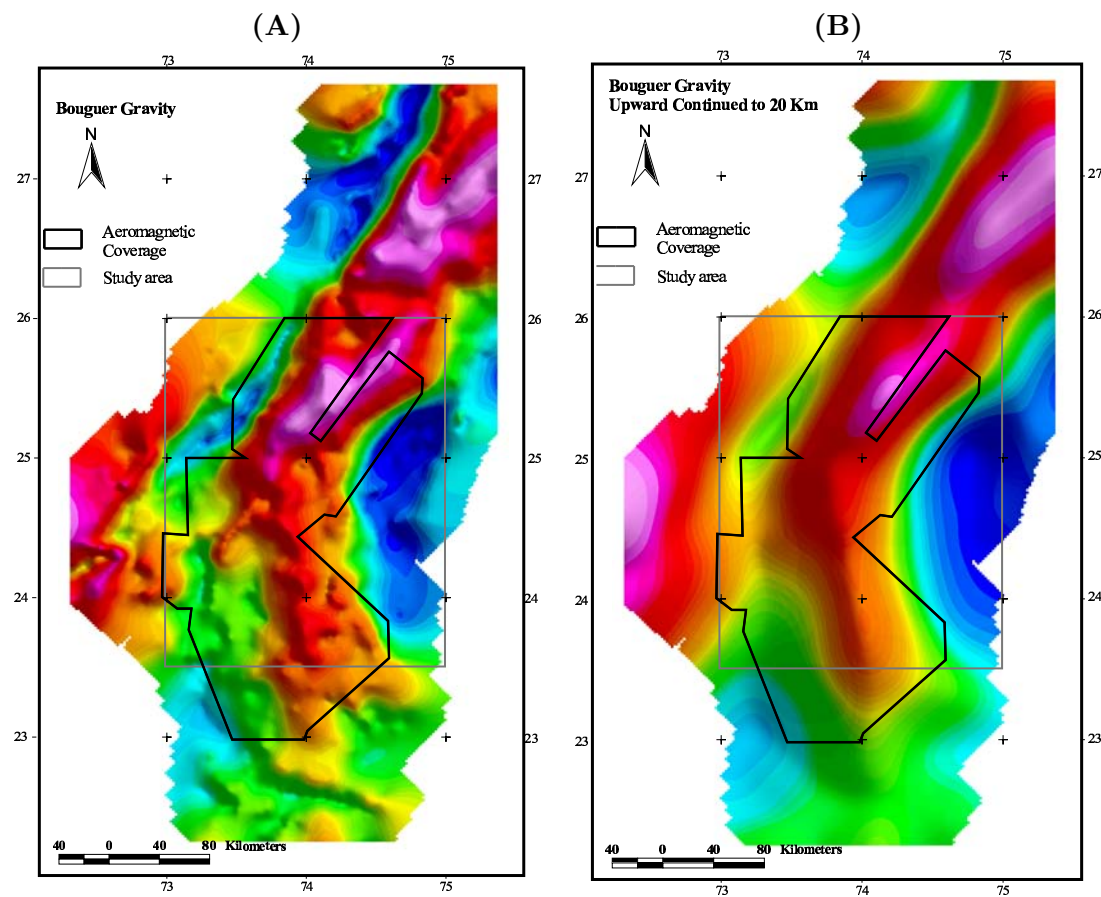 (A)
73 74 75
Bouguer Gravity
N
27 27
Aeromagnetic
Coverage
Study area
26 26
25 25
24 24
23 23
40 0 40 80 Kilometers
73 74 75
(B)
73 74 75
Bouguer Gravity
Upward Continued to 20 Km
N
27 27
Aeromagnetic
Coverage
Study area
26 26
25 25
24 24
23 23
40 0 40 80 Kilometers
73 74 75